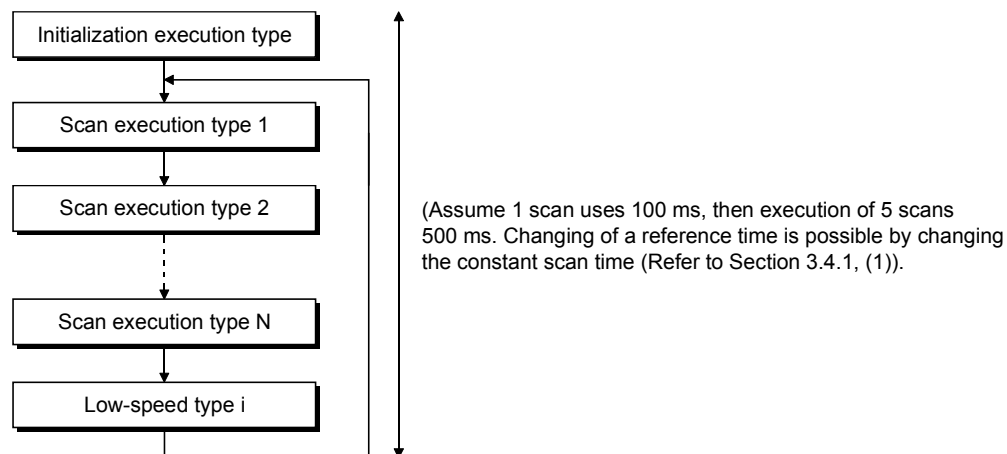 Initialization execution type
Scan execution type 1
Scan execution type 2
(Assume 1 scan uses 100 ms, then execution of 5 scans
500 ms. Changing of a reference time is possible by changing
the constant scan time (Refer to Section 3.4.1, (1)).
Scan execution type N
Low-speed type i